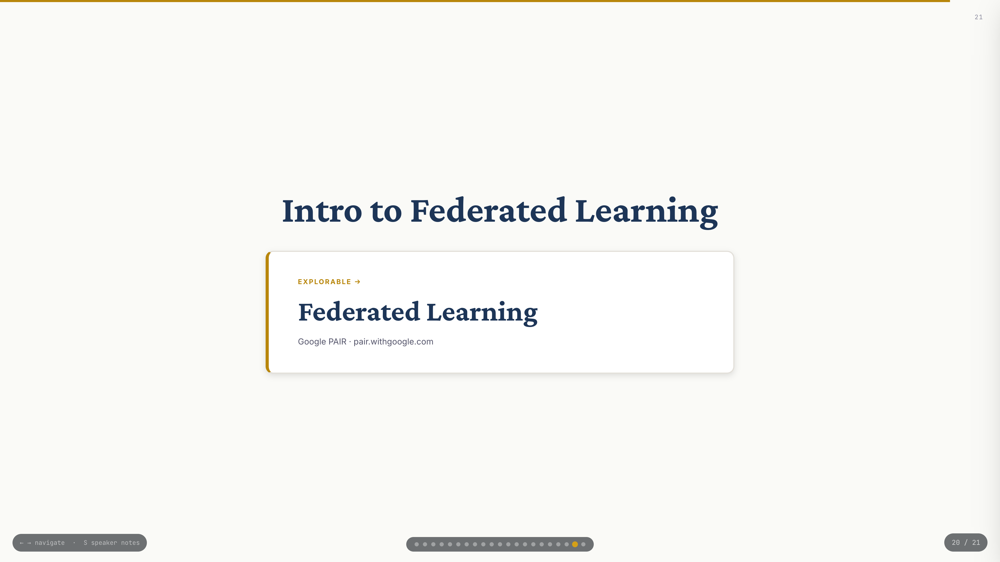 21
Intro to Federated Learning
EXPLORABLE →
Federated Learning
Google PAIR · pair.withgoogle.com
← → navigate · S speaker notes
20 / 21